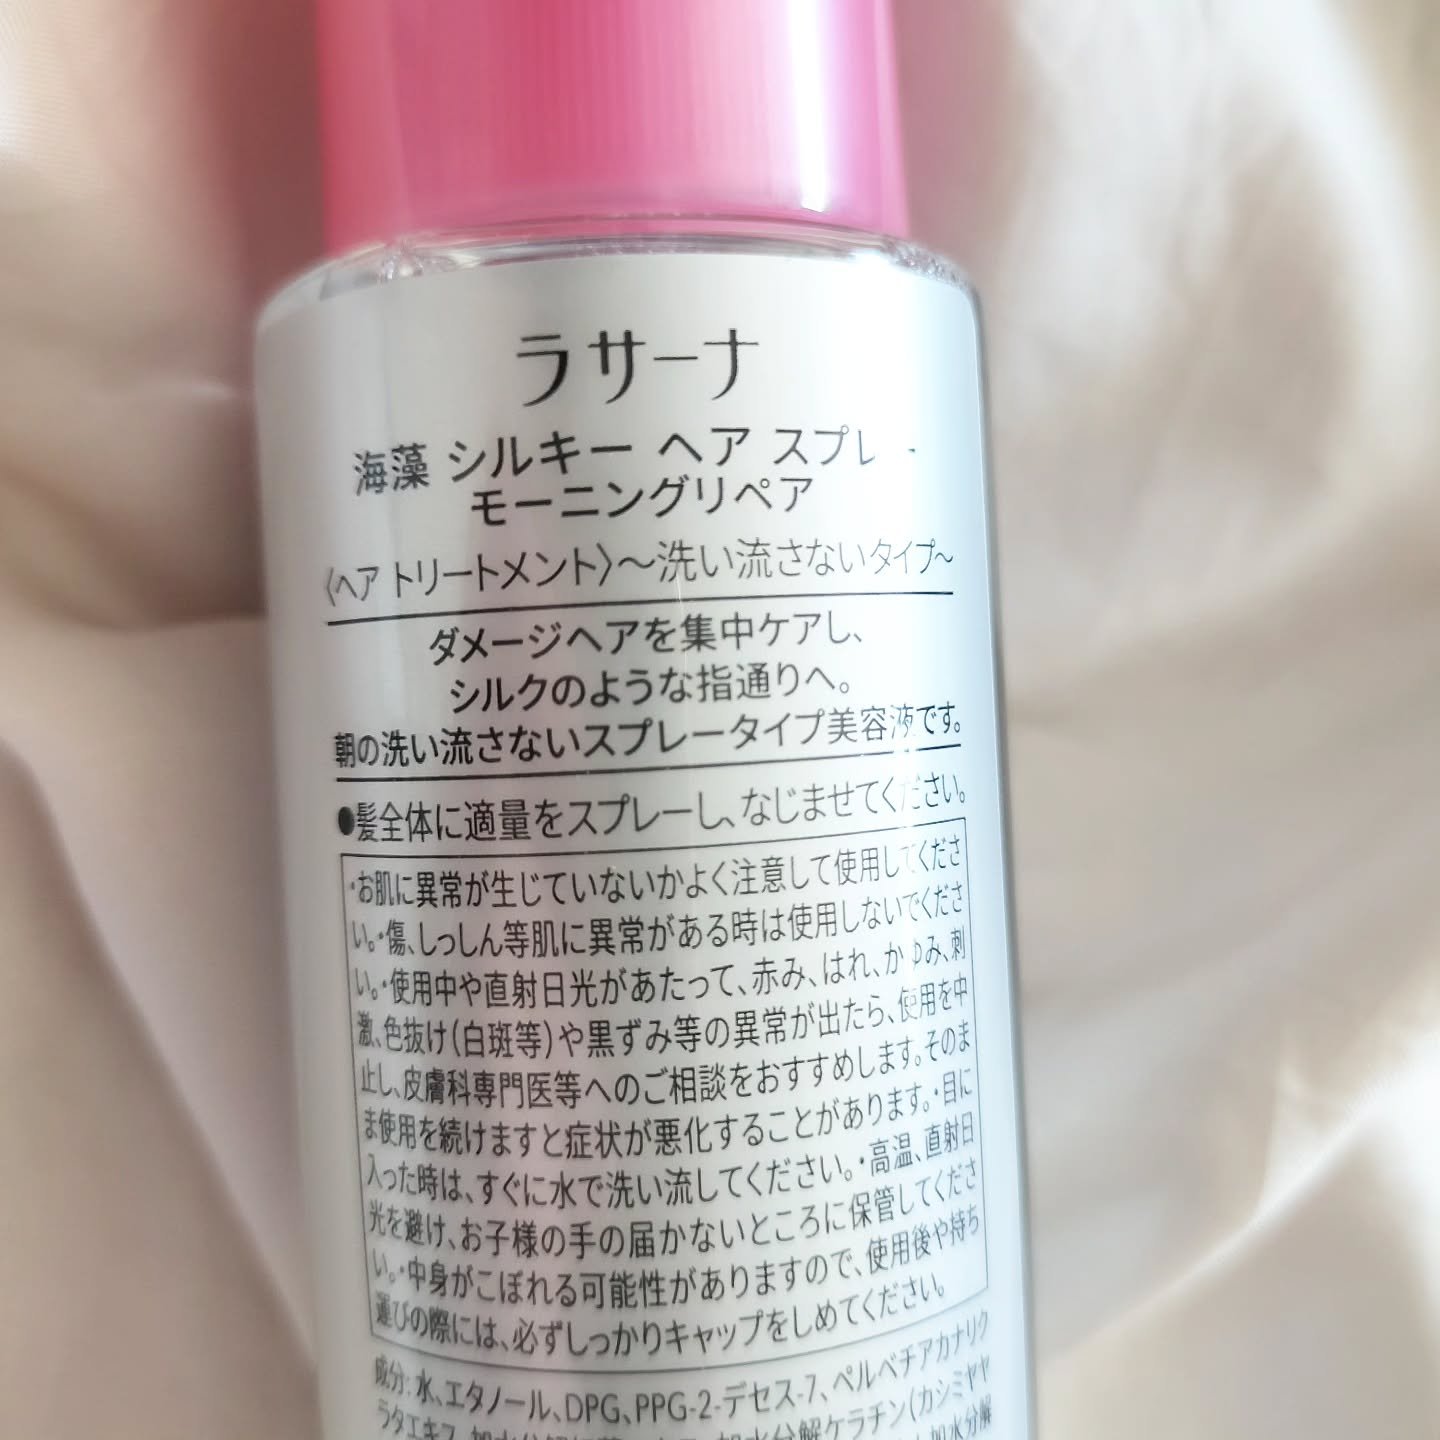 ラサーナ
海藻 シルキー ヘア スプレー
モーニングリペア
〈ヘア トリートメント〉～洗い流さないタイプ～
ダメージヘアを集中ケアし、
シルクのような指通りへ。
朝の洗い流さないスプレータイプ美容液です。
●髪全体に適量をスプレーし、なじませてください。
・お肌に異常が生じていないかよく注意して使用してくださ
い。・傷、しっしん等肌に異常がある時は使用しないでくださ
い。・使用中や直射日光があたって、赤み、はれ、かゆみ、刺
激、色抜け(白斑等)や黒ずみ等の異常が出たら、使用を中
止し、皮膚科専門医等へのご相談をおすすめします。そのま
ま使用を続けますと症状が悪化することがあります。・目に
入った時は、すぐに水で洗い流してください。・高温、直射日
光を避け、お子様の手の届かないところに保管してくださ
い。・中身がこぼれる可能性がありますので、使用後や持ち
運びの際には、必ずしっかりキャップをしめてください。
成分:水、エタノール、DPG、PPG-2-デセス-7、ペルベチアカナリク
ラタエキス、加水分解ケラチン(カシミヤヤ
加水分解